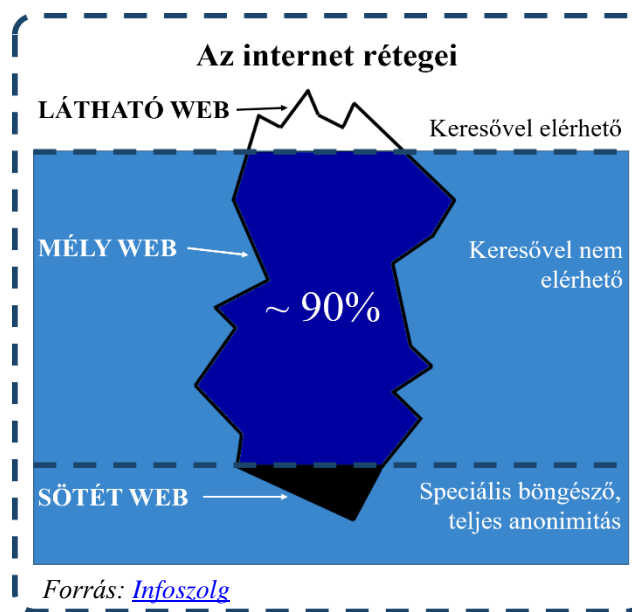 Az internet rétegei
LÁTHATÓ WEB
Keresővel elérhető
MÉLY WEB
Keresővel nem
elérhető
~ 90%
SÖTÉT WEB
Speciális böngésző,
teljes anonimitás
Forrás: Infoszolg